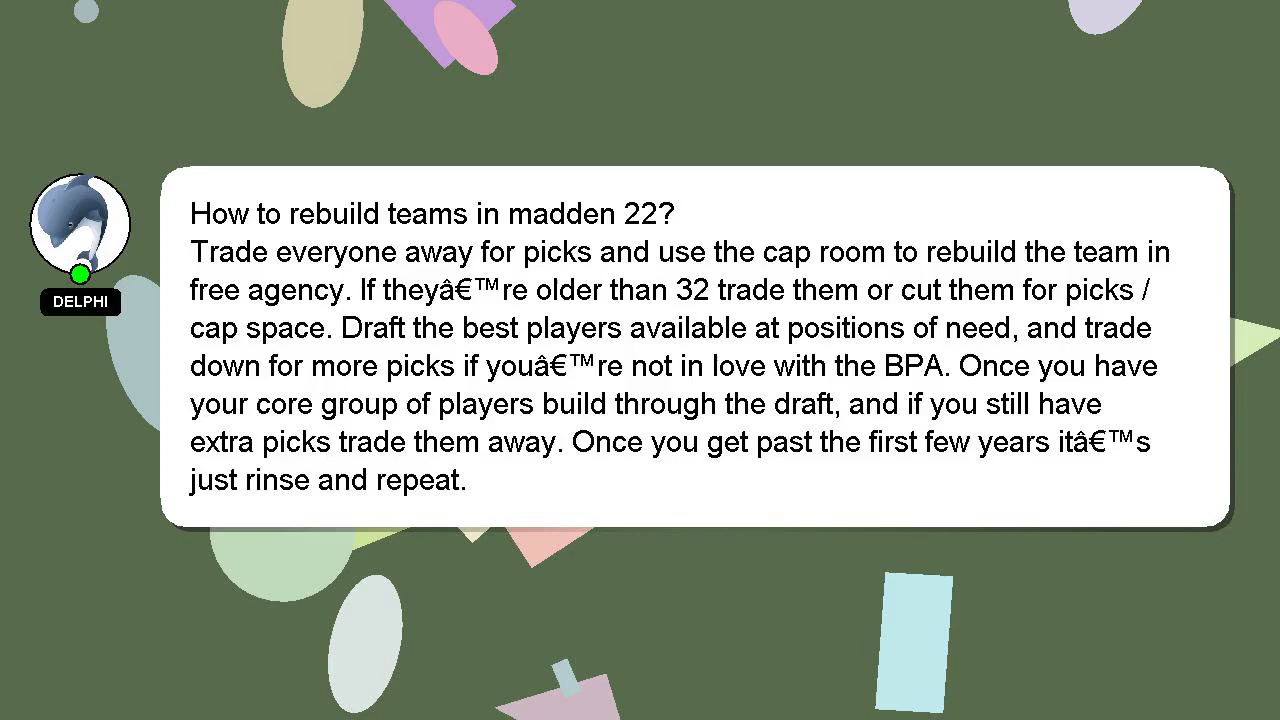 How to rebuild teams in madden 22?
Trade everyone away for picks and use the cap room to rebuild the team in
free agency. If theyâ€™re older than 32 trade them or cut them for picks /
cap space. Draft the best players available at positions of need, and trade
down for more picks if youâ€™re not in love with the BPA. Once you have
your core group of players build through the draft, and if you still have
extra picks trade them away. Once you get past the first few years itâ€™s
just rinse and repeat.
DELPHI